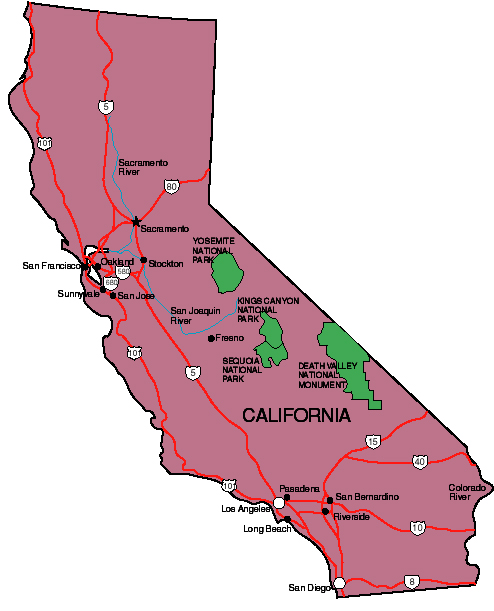 5
101
Sacramento
River
80
Sacramento
YOSEMITE
NATIONAL
PARK
San Francisco
Oakland
Stockton
580
680
Sunnyvale
San Jose
KINGS CANYON
NATIONAL
PARK
San Joaquin
River
Fresno
101
SEQUOIA
NATIONAL
PARK
DEATH VALLEY
NATIONAL
MONUMENT
5
CALIFORNIA
15
40
101
Pasadena
San Bernardino
Colorado
River
Los Angeles
Riverside
Long Beach
10
San Diego
8